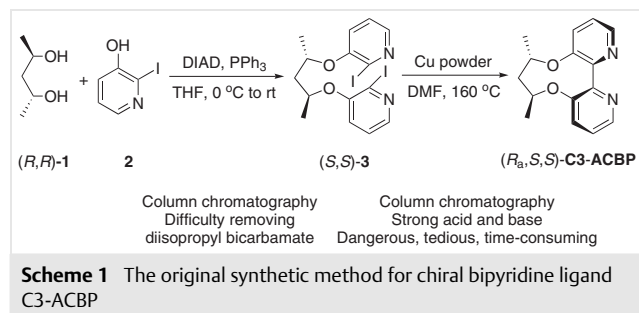 OH
OH
(R,R)-1
+
OH
I
N
2
DIAD, PPh3
THF, 0 °C to rt
N
O
I
I
O
N
(S,S)-3
Cu powder
DMF, 160 °C
N
O
O
N
(Ra,S,S)-C3-ACBP
Column chromatography
Difficulty removing
diisopropyl bicarbamate
Column chromatography
Strong acid and base
Dangerous, tedious, time-consuming
Scheme 1 The original synthetic method for chiral bipyridine ligand
C3-ACBP